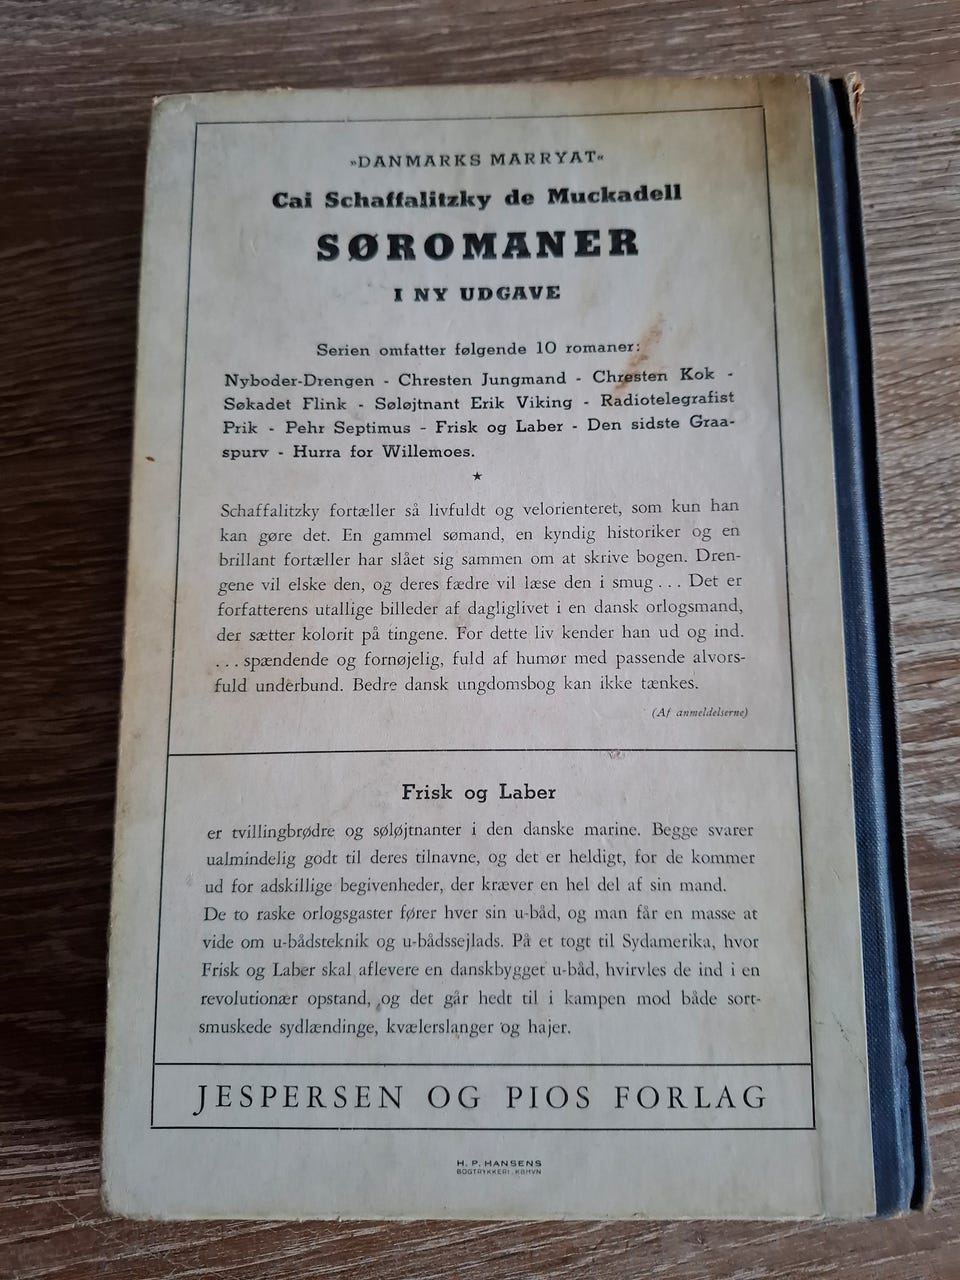 »DANMARKS MARRYAT«
Cai Schaffalitzky de Muckadell
SØROMANER
I NY UDGAVE
Serien omfatter følgende 10 romaner:
Nyboder-Drengen - Chresten Jungmand - Chresten Kok -
Søkadet Flink - Søløjtnant Erik Viking - Radiotelegrafist
Prik - Pehr Septimus - Frisk og Laber - Den sidste Graa-
spurv - Hurra for Willemoes.
★
Schaffalitzky fortæller så livfuldt og velorienteret, som kun han
kan gøre det. En gammel sømand, en kyndig historiker og en
brillant fortæller har slået sig sammen om at skrive bogen. Dren-
gene vil elske den, og deres fædre vil læse den i smug . . . Det er
forfatterens utallige billeder af dagliglivet i en dansk orlogsmand,
der sætter kolorit på tingene. For dette liv kender han ud og ind.
. . . spændende og fornøjelig, fuld af humør med passende alvors-
fuld underbund. Bedre dansk ungdomsbog kan ikke tænkes.
(Af anmeldelserne)
Frisk og Laber
er tvillingbrødre og søløjtnanter i den danske marine. Begge svarer
ualmindelig godt til deres tilnavne, og det er heldigt, for de kommer
ud for adskillige begivenheder, der kræver en hel del af sin mand.
De to raske orlogsgaster fører hver sin u-båd, og man får en masse at
vide om u-bådsteknik og u-bådssejlads. På et togt til Sydamerika, hvor
Frisk og Laber skal aflevere en danskbygget u-båd, hvirvles de ind i en
revolutionær opstand, og det går hedt til i kampen mod både sort-
smuskede sydlændinge, kvælerslanger og hajer.
JESPERSEN OG PIOS FORLAG
H. P. HANSENS
BOGTRYKKERI. KBHVN